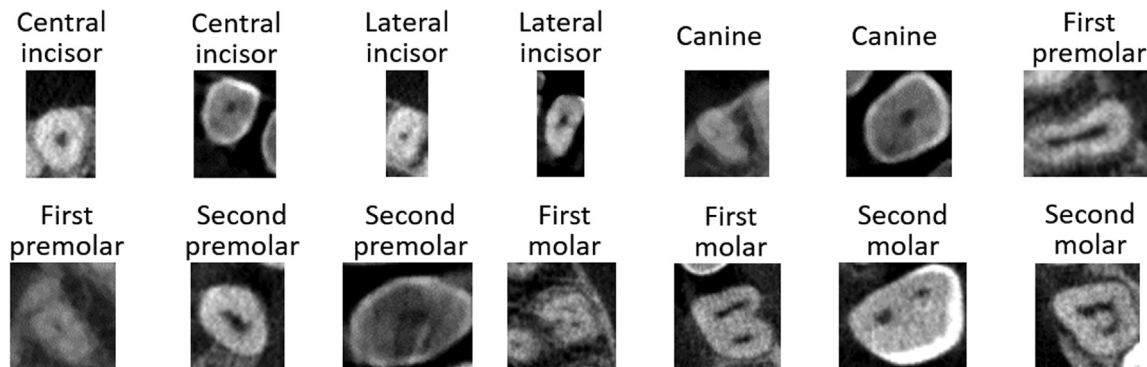 Central
incisor
Central
incisor
Lateral
incisor
Lateral
incisor
Canine
Canine
First
premolar
First
premolar
Second
premolar
Second
premolar
First
molar
First
molar
Second
molar
Second
molar